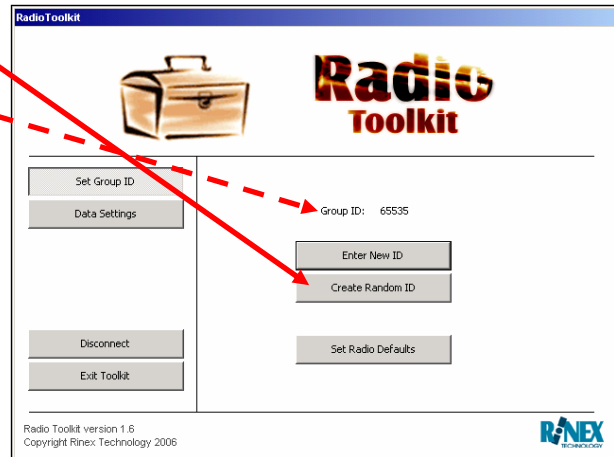 RadioToolkit
Radio
Toolkit
Set Group ID
Data Settings
Group ID: 65535
Enter New ID
Create Random ID
Disconnect
Set Radio Defaults
Exit Toolkit
Radio Toolkit version 1.6
Copyright Rinex Technology 2006
RINEX
TECHNOLOGY